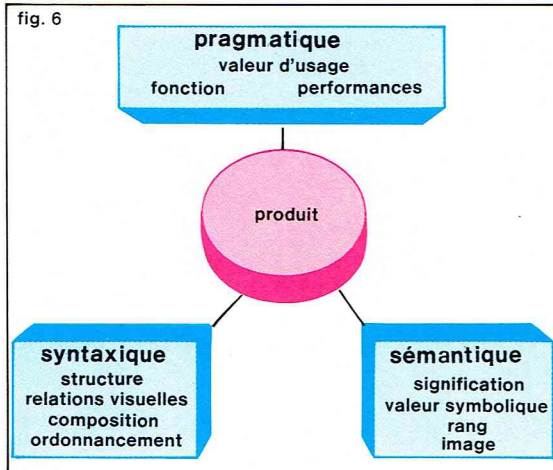 fig. 6
pragmatique
valeur d'usage
fonction performances
produit
syntaxique
structure
relations visuelles
composition
ordonnancement
sémantique
signification
valeur symbolique
rang
image